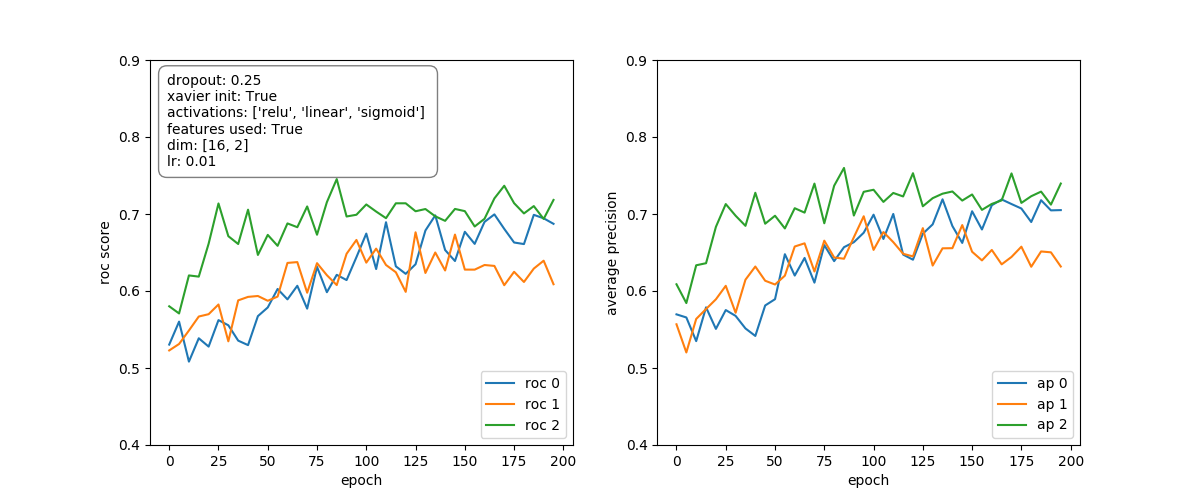 dropout: 0.25
xavier init: True
activations: ['relu', 'linear', 'sigmoid']
features used: True
dim: [16, 2]
lr: 0.01
0.9
0.8
0.7
0.6
0.5
0.4
roc score
0
25
50
75
100
125
150
175
200
epoch
roc 0
roc 1
roc 2
0.9
0.8
0.7
0.6
0.5
0.4
average precision
0
25
50
75
100
125
150
175
200
epoch
ap 0
ap 1
ap 2